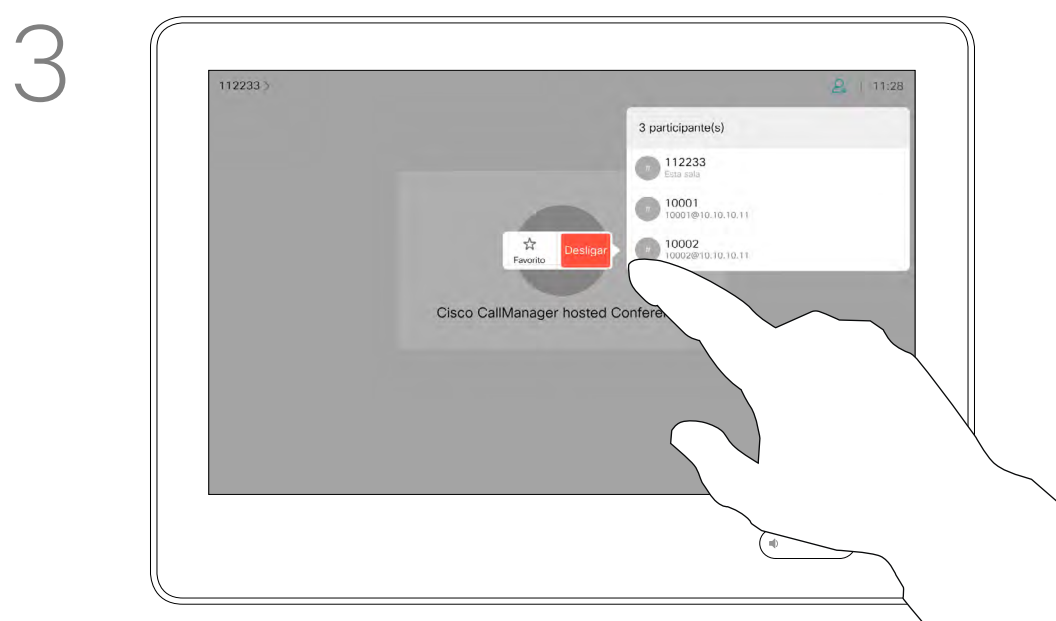 3
112233 >
11:28
3 participante(s)
# 112233
Esta sala
# 10001
10001@10.10.10.11
# 10002
10002@10.10.10.11
Favorito
Desligar
Cisco CallManager hosted